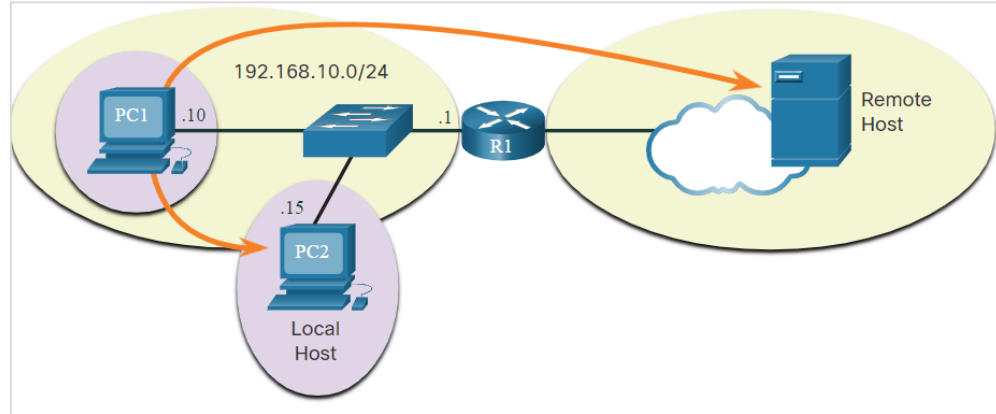 192.168.10.0/24
PC1
.10
.1
R1
Remote
Host
.15
PC2
Local
Host